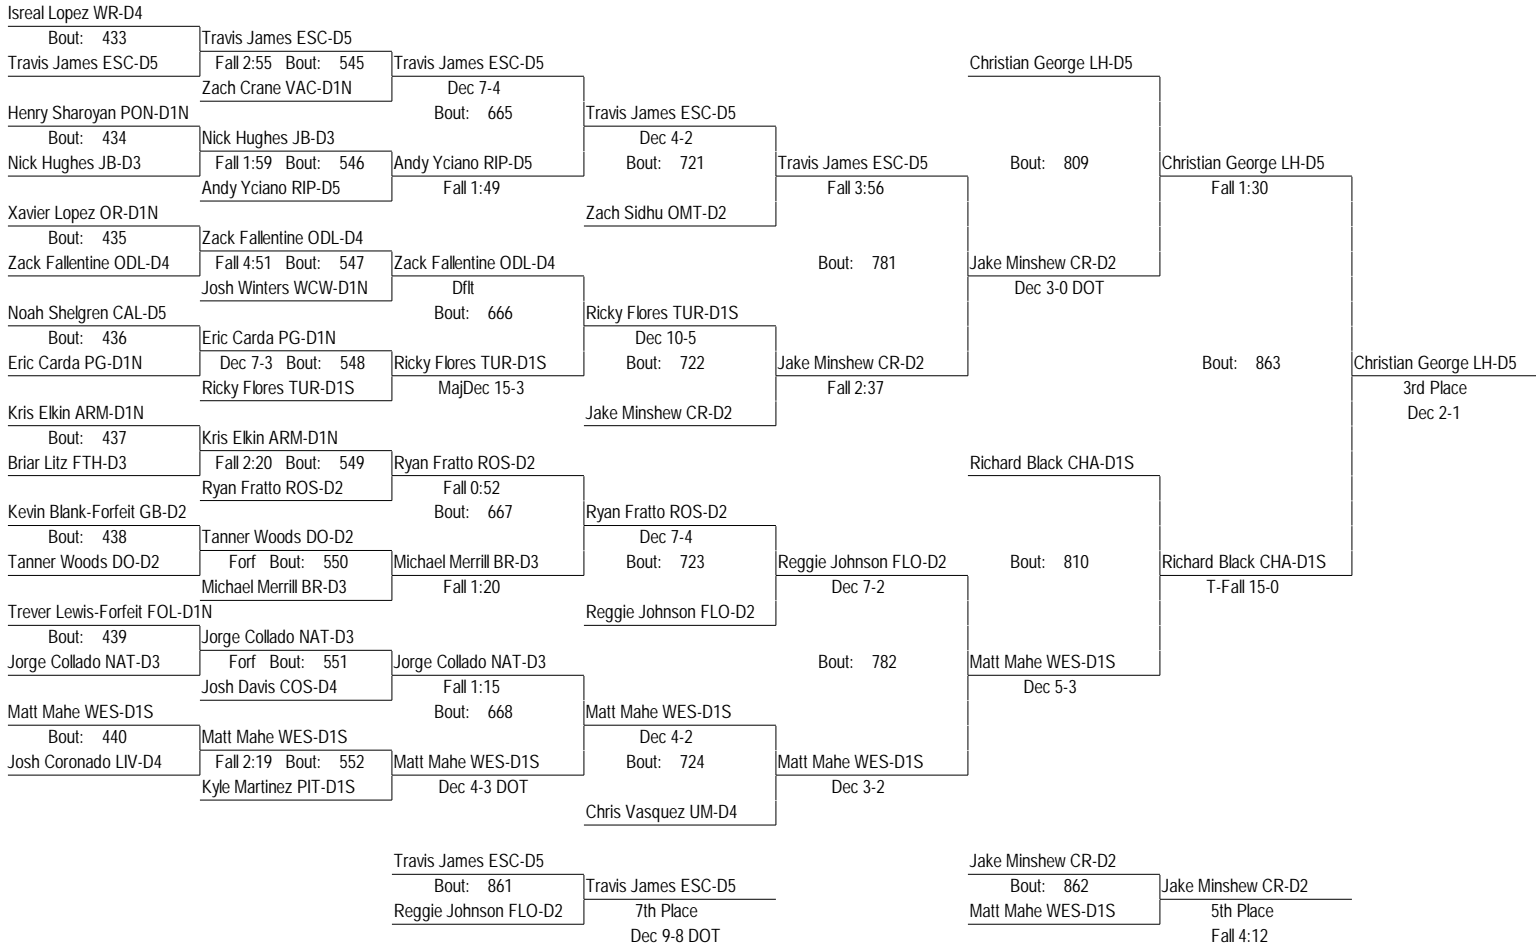 Isreal Lopez WR-D4
Bout: 433
Travis James ESC-D5
Travis James ESC-D5
Fall 2:55 Bout: 545
Travis James ESC-D5
Christian George LH-D5
Zach Crane VAC-D1N
Dec 7-4
Henry Sharoyan PON-D1N
Bout: 665
Travis James ESC-D5
Bout: 434
Nick Hughes JB-D3
Dec 4-2
Nick Hughes JB-D3
Fall 1:59 Bout: 546
Andy Yciano RIP-D5
Bout: 721
Travis James ESC-D5
Bout: 809
Christian George LH-D5
Andy Yciano RIP-D5
Fall 1:49
Fall 3:56
Fall 1:30
Xavier Lopez OR-D1N
Zach Sidhu OMT-D2
Bout: 435
Zack Fallentine ODL-D4
Zack Fallentine ODL-D4
Fall 4:51 Bout: 547
Zack Fallentine ODL-D4
Bout: 781
Jake Minshew CR-D2
Josh Winters WCW-D1N
Dflt
Dec 3-0 DOT
Noah Shelgren CAL-D5
Bout: 666
Ricky Flores TUR-D1S
Bout: 436
Eric Carda PG-D1N
Dec 10-5
Eric Carda PG-D1N
Dec 7-3 Bout: 548
Ricky Flores TUR-D1S
Bout: 722
Jake Minshew CR-D2
Bout: 863
Christian George LH-D5
Ricky Flores TUR-D1S
MajDec 15-3
Fall 2:37
3rd Place
Kris Elkin ARM-D1N
Jake Minshew CR-D2
Dec 2-1
Bout: 437
Kris Elkin ARM-D1N
Briar Litz FTH-D3
Fall 2:20 Bout: 549
Ryan Fratto ROS-D2
Richard Black CHA-D1S
Ryan Fratto ROS-D2
Fall 0:52
Kevin Blank-Forfeit GB-D2
Bout: 667
Ryan Fratto ROS-D2
Bout: 438
Tanner Woods DO-D2
Dec 7-4
Tanner Woods DO-D2
Forf Bout: 550
Michael Merrill BR-D3
Bout: 723
Reggie Johnson FLO-D2
Bout: 810
Richard Black CHA-D1S
Michael Merrill BR-D3
Fall 1:20
Dec 7-2
T-Fall 15-0
Trever Lewis-Forfeit FOL-D1N
Reggie Johnson FLO-D2
Bout: 439
Jorge Collado NAT-D3
Jorge Collado NAT-D3
Forf Bout: 551
Jorge Collado NAT-D3
Bout: 782
Matt Mahe WES-D1S
Josh Davis COS-D4
Fall 1:15
Dec 5-3
Matt Mahe WES-D1S
Bout: 668
Matt Mahe WES-D1S
Bout: 440
Matt Mahe WES-D1S
Dec 4-2
Josh Coronado LIV-D4
Fall 2:19 Bout: 552
Matt Mahe WES-D1S
Bout: 724
Matt Mahe WES-D1S
Kyle Martinez PIT-D1S
Dec 4-3 DOT
Dec 3-2
Chris Vasquez UM-D4
Travis James ESC-D5
Jake Minshew CR-D2
Bout: 861
Travis James ESC-D5
Bout: 862
Jake Minshew CR-D2
Reggie Johnson FLO-D2
7th Place
Matt Mahe WES-D1S
5th Place
Dec 9-8 DOT
Fall 4:12